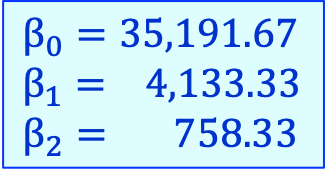 β₀ = 35,191.67
β₁ = 4,133.33
β₂ = 758.33